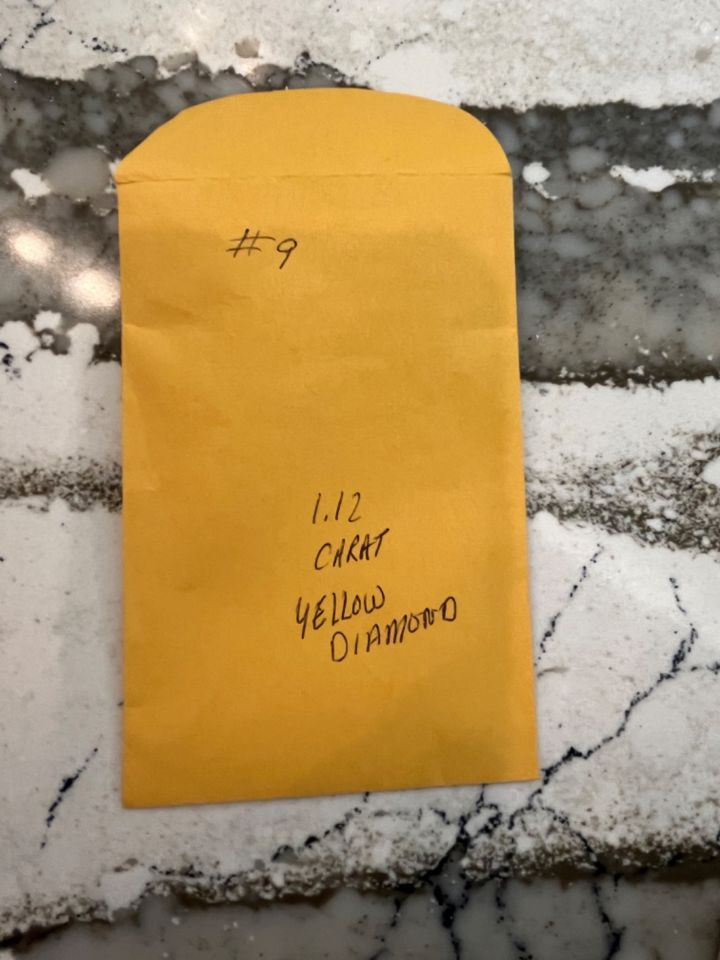 #9
1.12
CARAT
YELLOW
DIAMOND